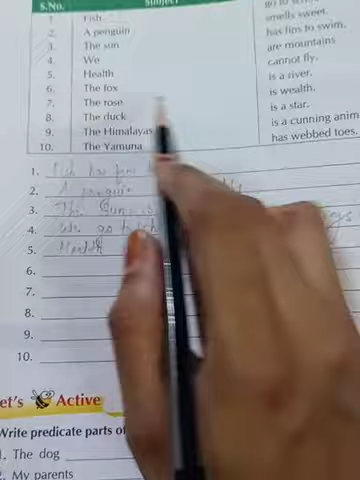 S.No. Subject
1. Fish
2. A penguin has fins to swim.
3. The sun are mountains
4. We cannot fly.
5. Health is a river.
6. The fox is wealth.
7. The rose is a star.
8. The duck is a cunning anim
9. The Himalayas has webbed toes.
10. The Yamuna
smells sweet.
1. Fish has fins
2. A penguin
3. The Sun is
4. We go to
5. Health
6.
7.
8.
9.
10.
et's Active
Write predicate parts of
1. The dog
2. My parents